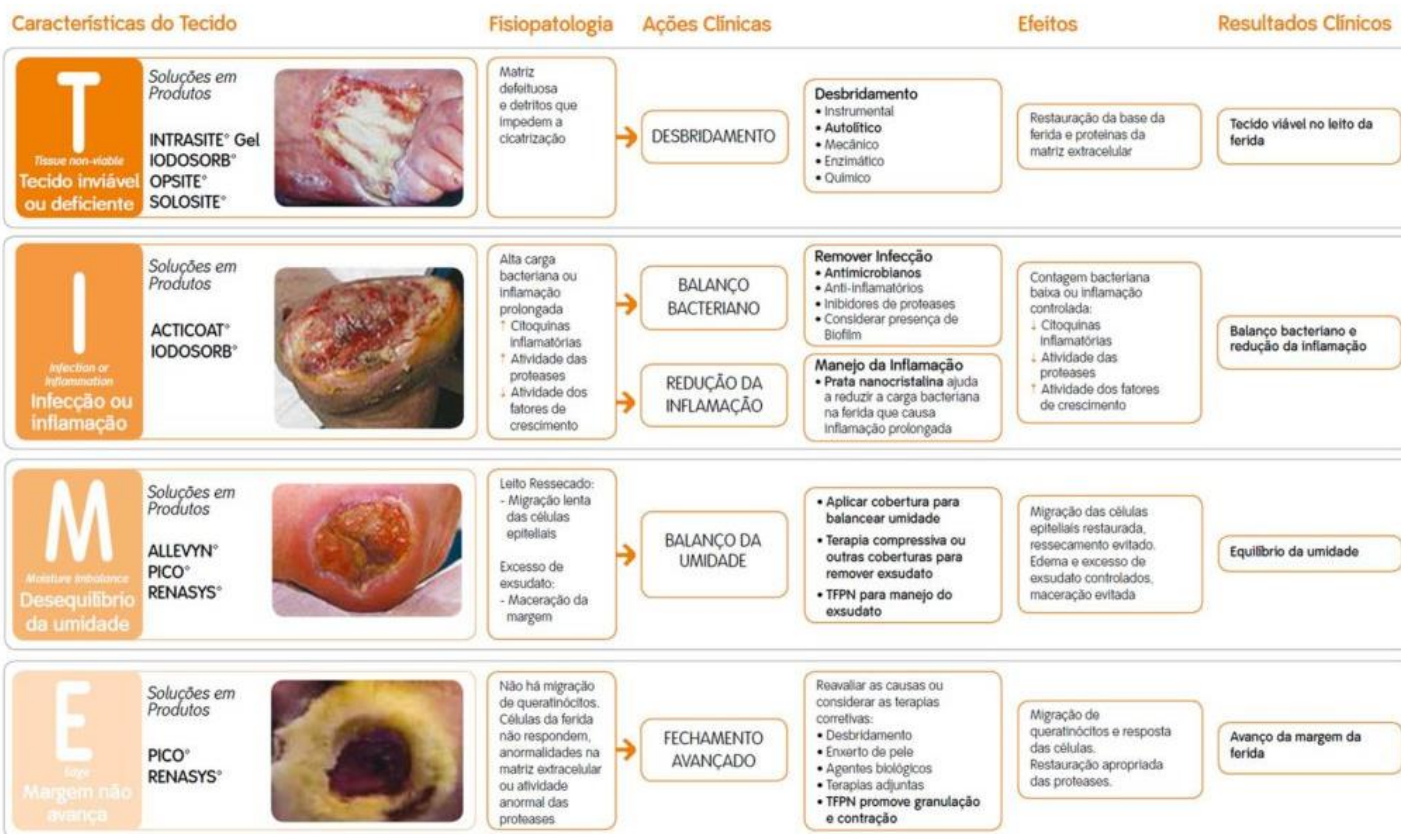 Características do Tecido
Fisiopatologia
Ações Clínicas
Efeitos
Resultados Clínicos
T
Tissue non-viable
Tecido inviável
ou deficiente
Soluções em
Produtos
INTRASITE° Gel
IODOSORB°
OPSITE°
SOLOSITE°
Matriz
defeituosa
e detritos que
impedem a
cicatrização
DESBRIDAMENTO
Desbridamento
• Instrumental
• Autolítico
• Mecânico
• Enzimático
• Químico
Restauração da base da
ferida e proteínas da
matriz extracelular
Tecido viável no leito da
ferida
I
Infection or
Inflammation
Infecção ou
inflamação
Soluções em
Produtos
ACTICOAT°
IODOSORB°
Alta carga
bacteriana ou
inflamação
prolongada
↑ Citoquinas
inflamatórias
↑ Atividade das
proteases
↓ Atividade dos
fatores de
crescimento
BALANÇO
BACTERIANO
REDUÇÃO DA
INFLAMAÇÃO
Remover Infecção
• Antimicrobianos
• Anti-inflamatórios
• Inibidores de proteases
• Considerar presença de
Biofilm
Manejo da Inflamação
• Prata nanocristalina ajuda
a reduzir a carga bacteriana
na ferida que causa
inflamação prolongada
Contagem bacteriana
baixa ou inflamação
controlada:
↓ Citoquinas
Inflamatórias
↓ Atividade das
proteases
↑ Atividade dos fatores
de crescimento
Balanço bacteriano e
redução da inflamação
M
Moisture Imbalance
Desequilíbrio
da umidade
Soluções em
Produtos
ALLEVYN°
PICO°
RENASYS°
Leito Ressecado:
- Migração lenta
das células
epiteliais
Excesso de
exsudato:
- Maceração da
margem
BALANÇO DA
UMIDADE
• Aplicar cobertura para
balancear umidade
• Terapia compressiva ou
outras coberturas para
remover exsudato
• TFPN para manejo do
exsudato
Migração das células
epiteliais restaurada,
ressecamento evitado.
Edema e excesso de
exsudato controlados,
maceração evitada
Equilíbrio da umidade
E
Edge
Margem não
avança
Soluções em
Produtos
PICO°
RENASYS°
Não há migração
de queratinócitos.
Células da ferida
não respondem,
anormalidades na
matriz extracelular
ou atividade
anormal das
proteases
FECHAMENTO
AVANÇADO
Reavaliar as causas ou
considerar as terapias
corretivas:
• Desbridamento
• Enxerto de pele
• Agentes biológicos
• Terapias adjuntas
• TFPN promove granulação
e contração
Migração de
queratinócitos e resposta
das células.
Restauração apropriada
das proteases.
Avanço da margem da
ferida